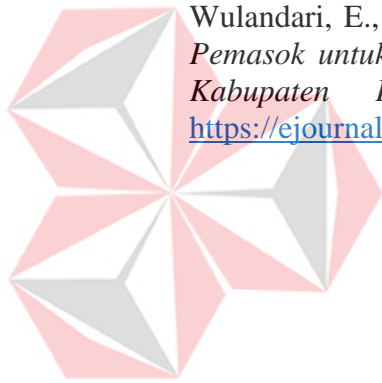 Wulandari, E.,
Pemasok untuk
Kabupaten
https://ejournal